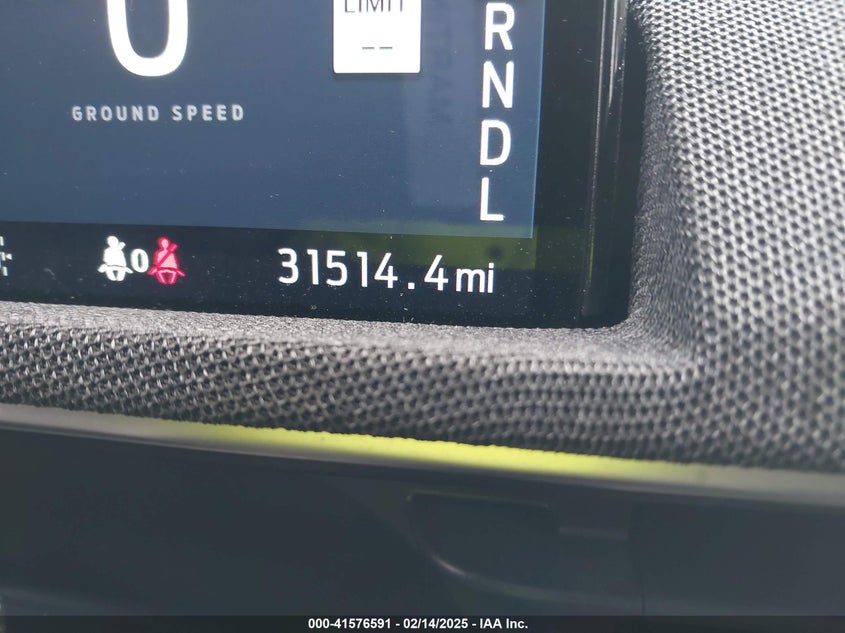 0
LIMIT
--
GROUND SPEED
R
N
D
L
0
31514.4mi
000-41576591 - 02/14/2025 - IAA Inc.